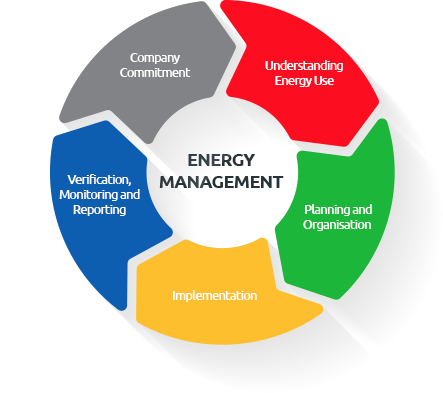 Company
Commitment
Understanding
Energy Use
ENERGY
MANAGEMENT
Verification,
Monitoring and
Reporting
Planning and
Organisation
Implementation